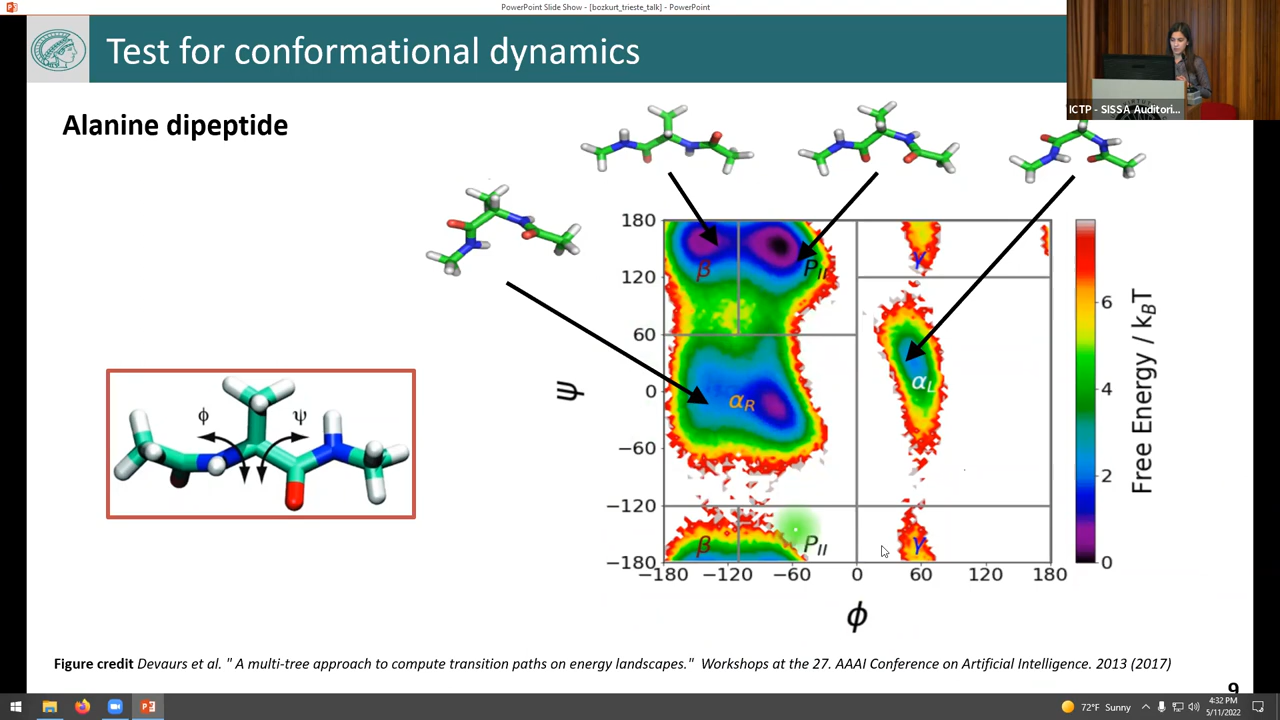 PowerPoint Slide Show - [bozkurt_trieste_talk] - PowerPoint
Test for conformational dynamics
ICTP - SISSA Auditori...
Alanine dipeptide
ϕ ψ
180
120
60
0
−60
−120
−180
ψ
β
PII
γ
αR
αL
β
PII
γ
−180 −120 −60 0 60 120 180
ϕ
6
4
2
0
Free Energy / kBT
Figure credit Devaurs et al. " A multi-tree approach to compute transition paths on energy landscapes." Workshops at the 27. AAAI Conference on Artificial Intelligence. 2013 (2017)
9
72°F Sunny
4:32 PM
5/11/2022